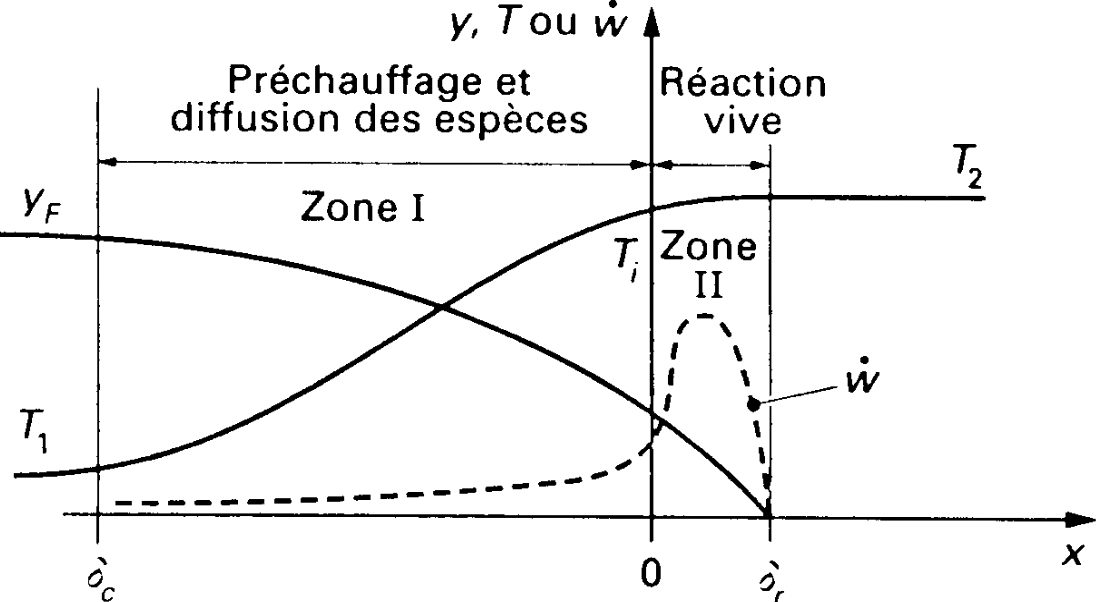 y, T ou ẇ
Préchauffage et
diffusion des espèces
Réaction
vive
T₂
y_F
Zone I
T_i
Zone
II
ẇ
T₁
δ_c
0
δ_r
x